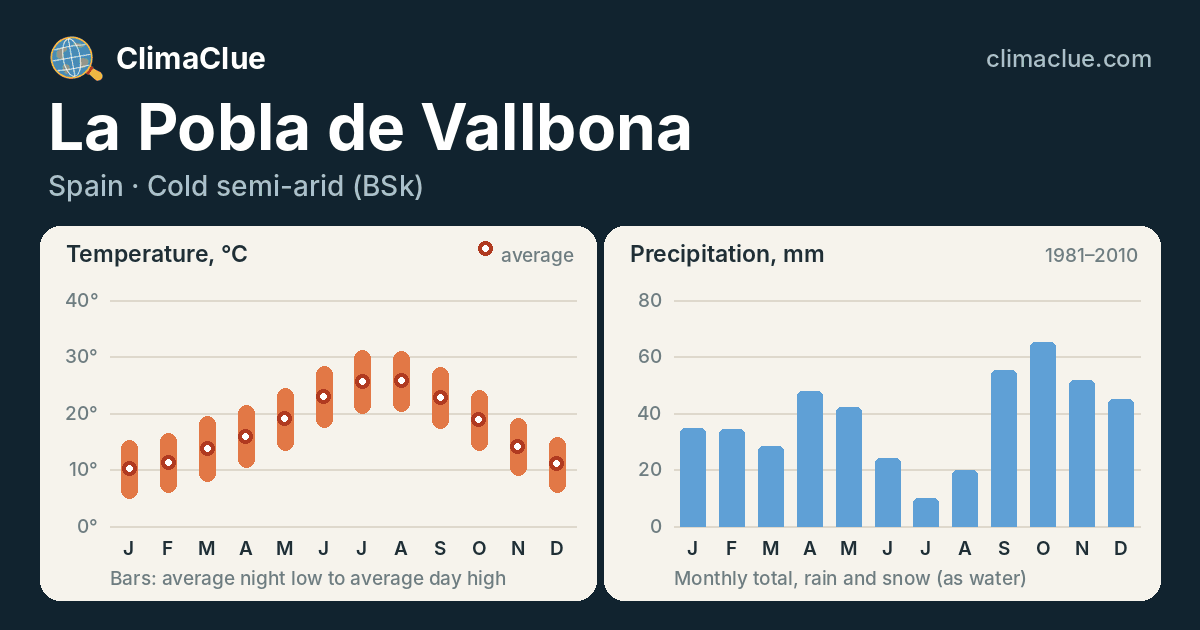 ClimaClue
climaclue.com
La Pobla de Vallbona
Spain · Cold semi-arid (BSk)
Temperature, °C
average
40°
30°
20°
10°
0°
J F M A M J J A S O N D
Bars: average night low to average day high
Precipitation, mm
1981–2010
80
60
40
20
0
J F M A M J J A S O N D
Monthly total, rain and snow (as water)